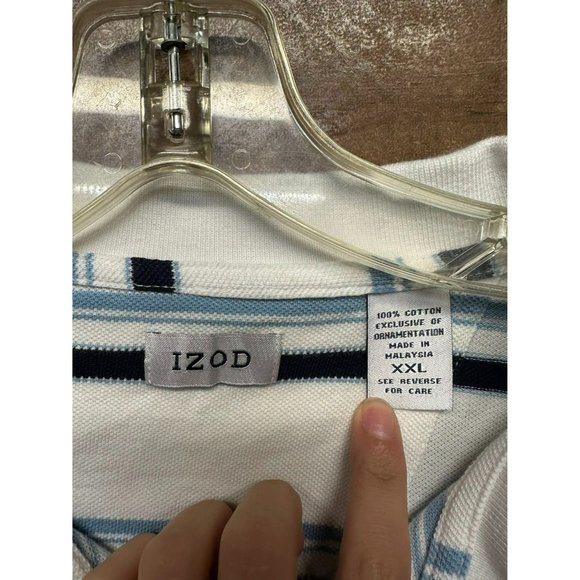 IZOD
100% COTTON
EXCLUSIVE OF
ORNAMENTATION
MADE IN
MALAYSIA
XXL
SEE REVERSE
FOR CARE